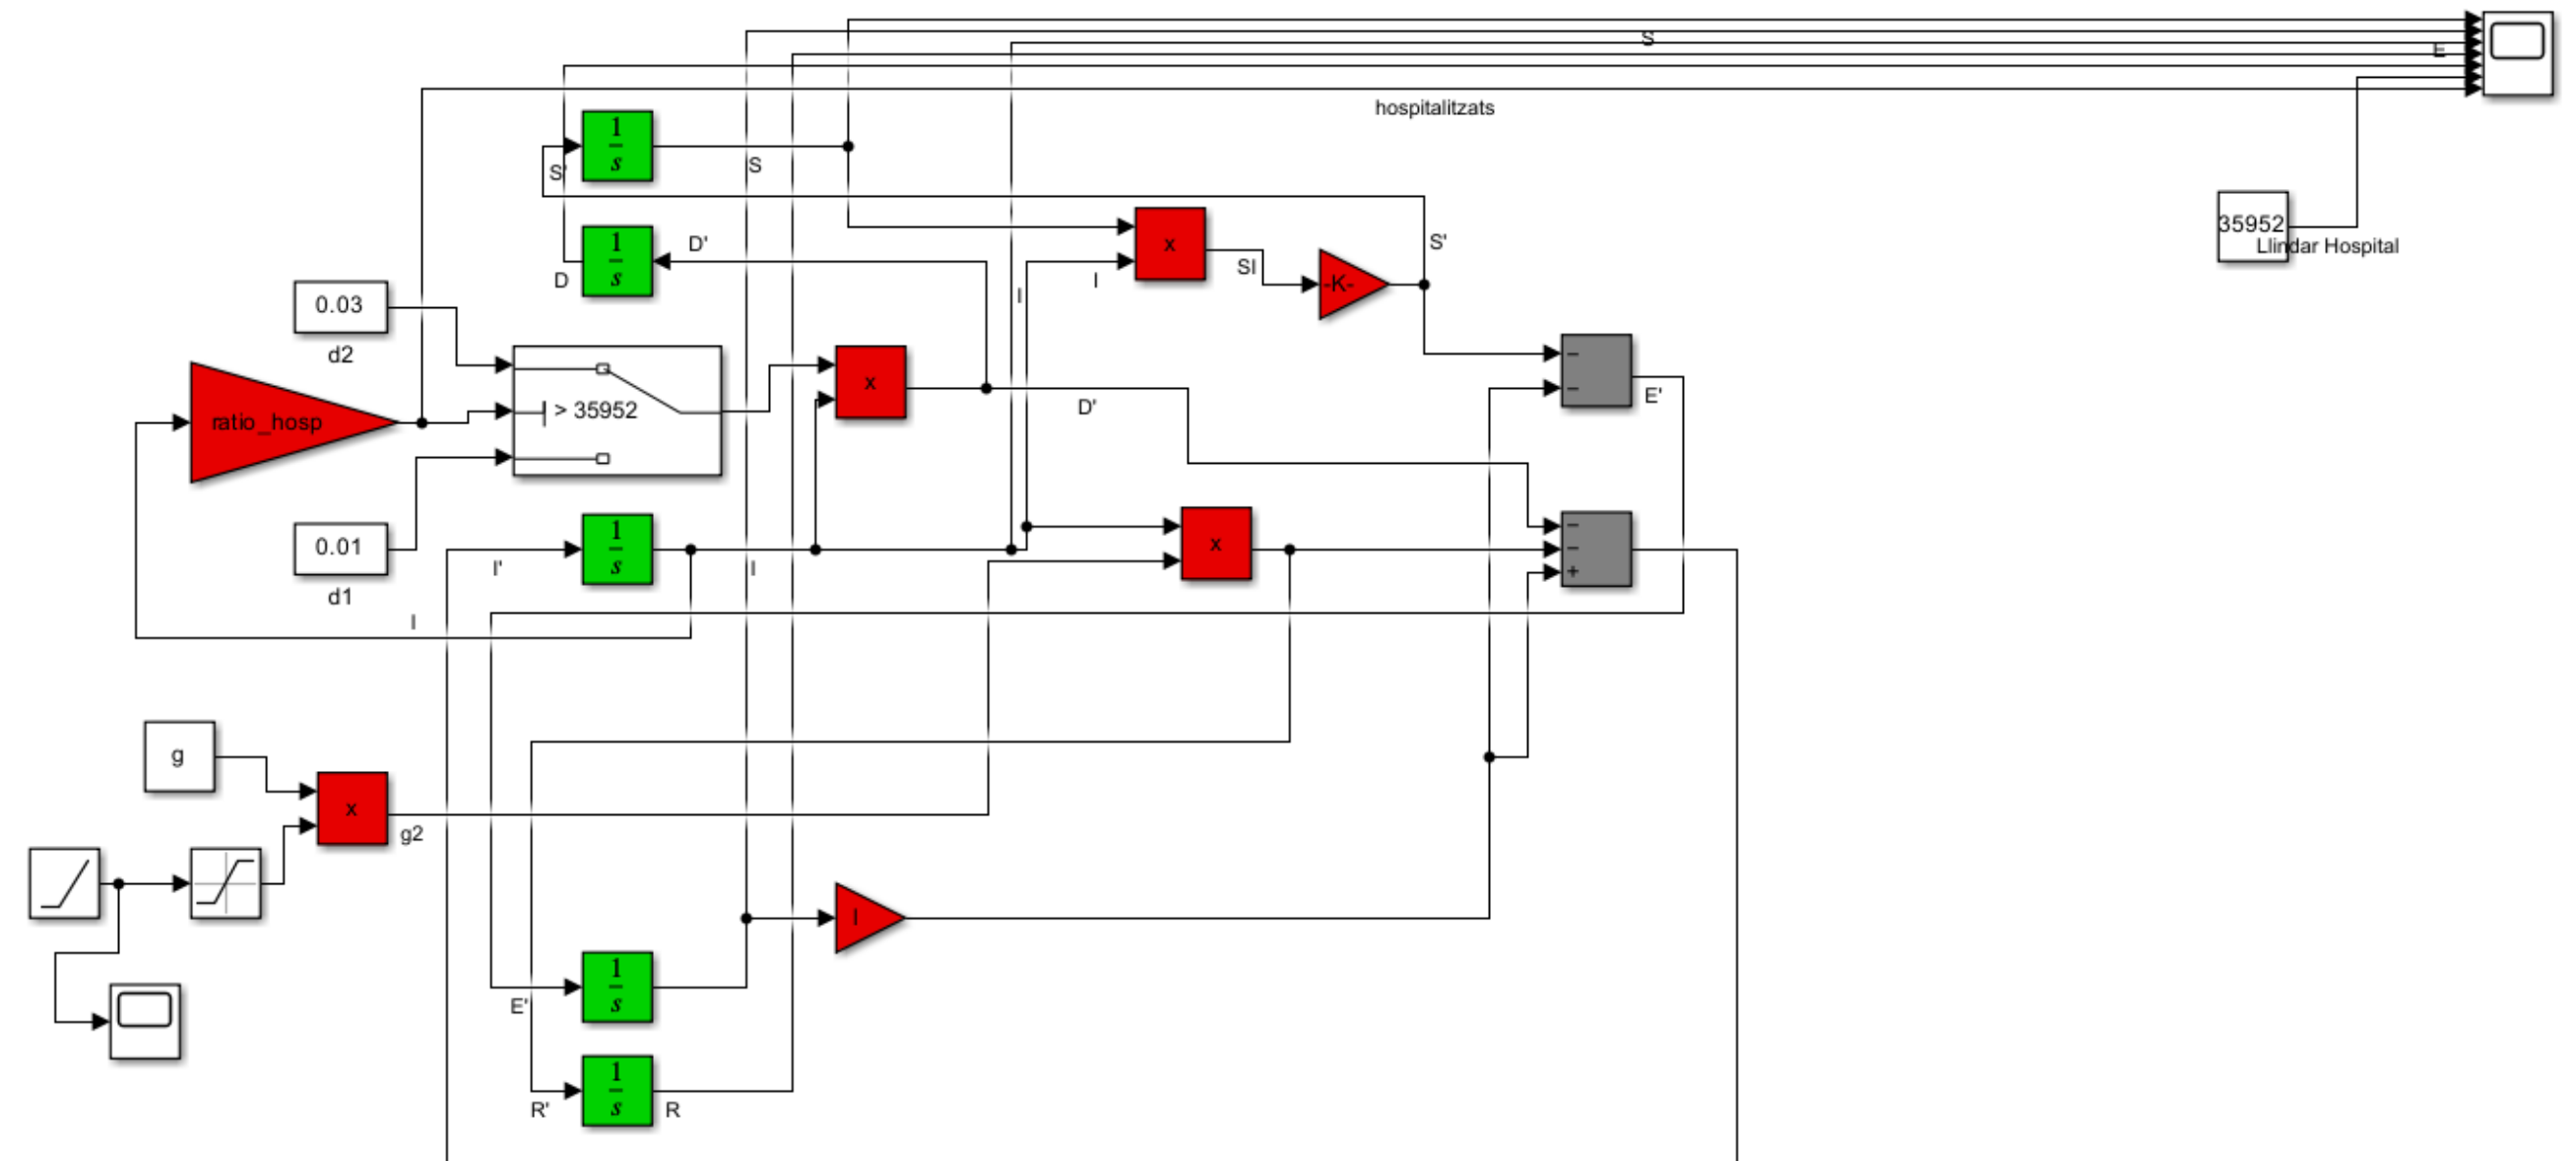 S
E
hospitalitzats
1
s
S'
S
35952
Llindar Hospital
x
S'
D'
1
s
D
I
SI
-K-
I
0.03
d2
ratio_hosp
> 35952
x
D'
−
−
E'
0.01
d1
1
s
I'
I
x
−
−
+
I
g
x
g2
l
1
s
E'
1
s
R'
R